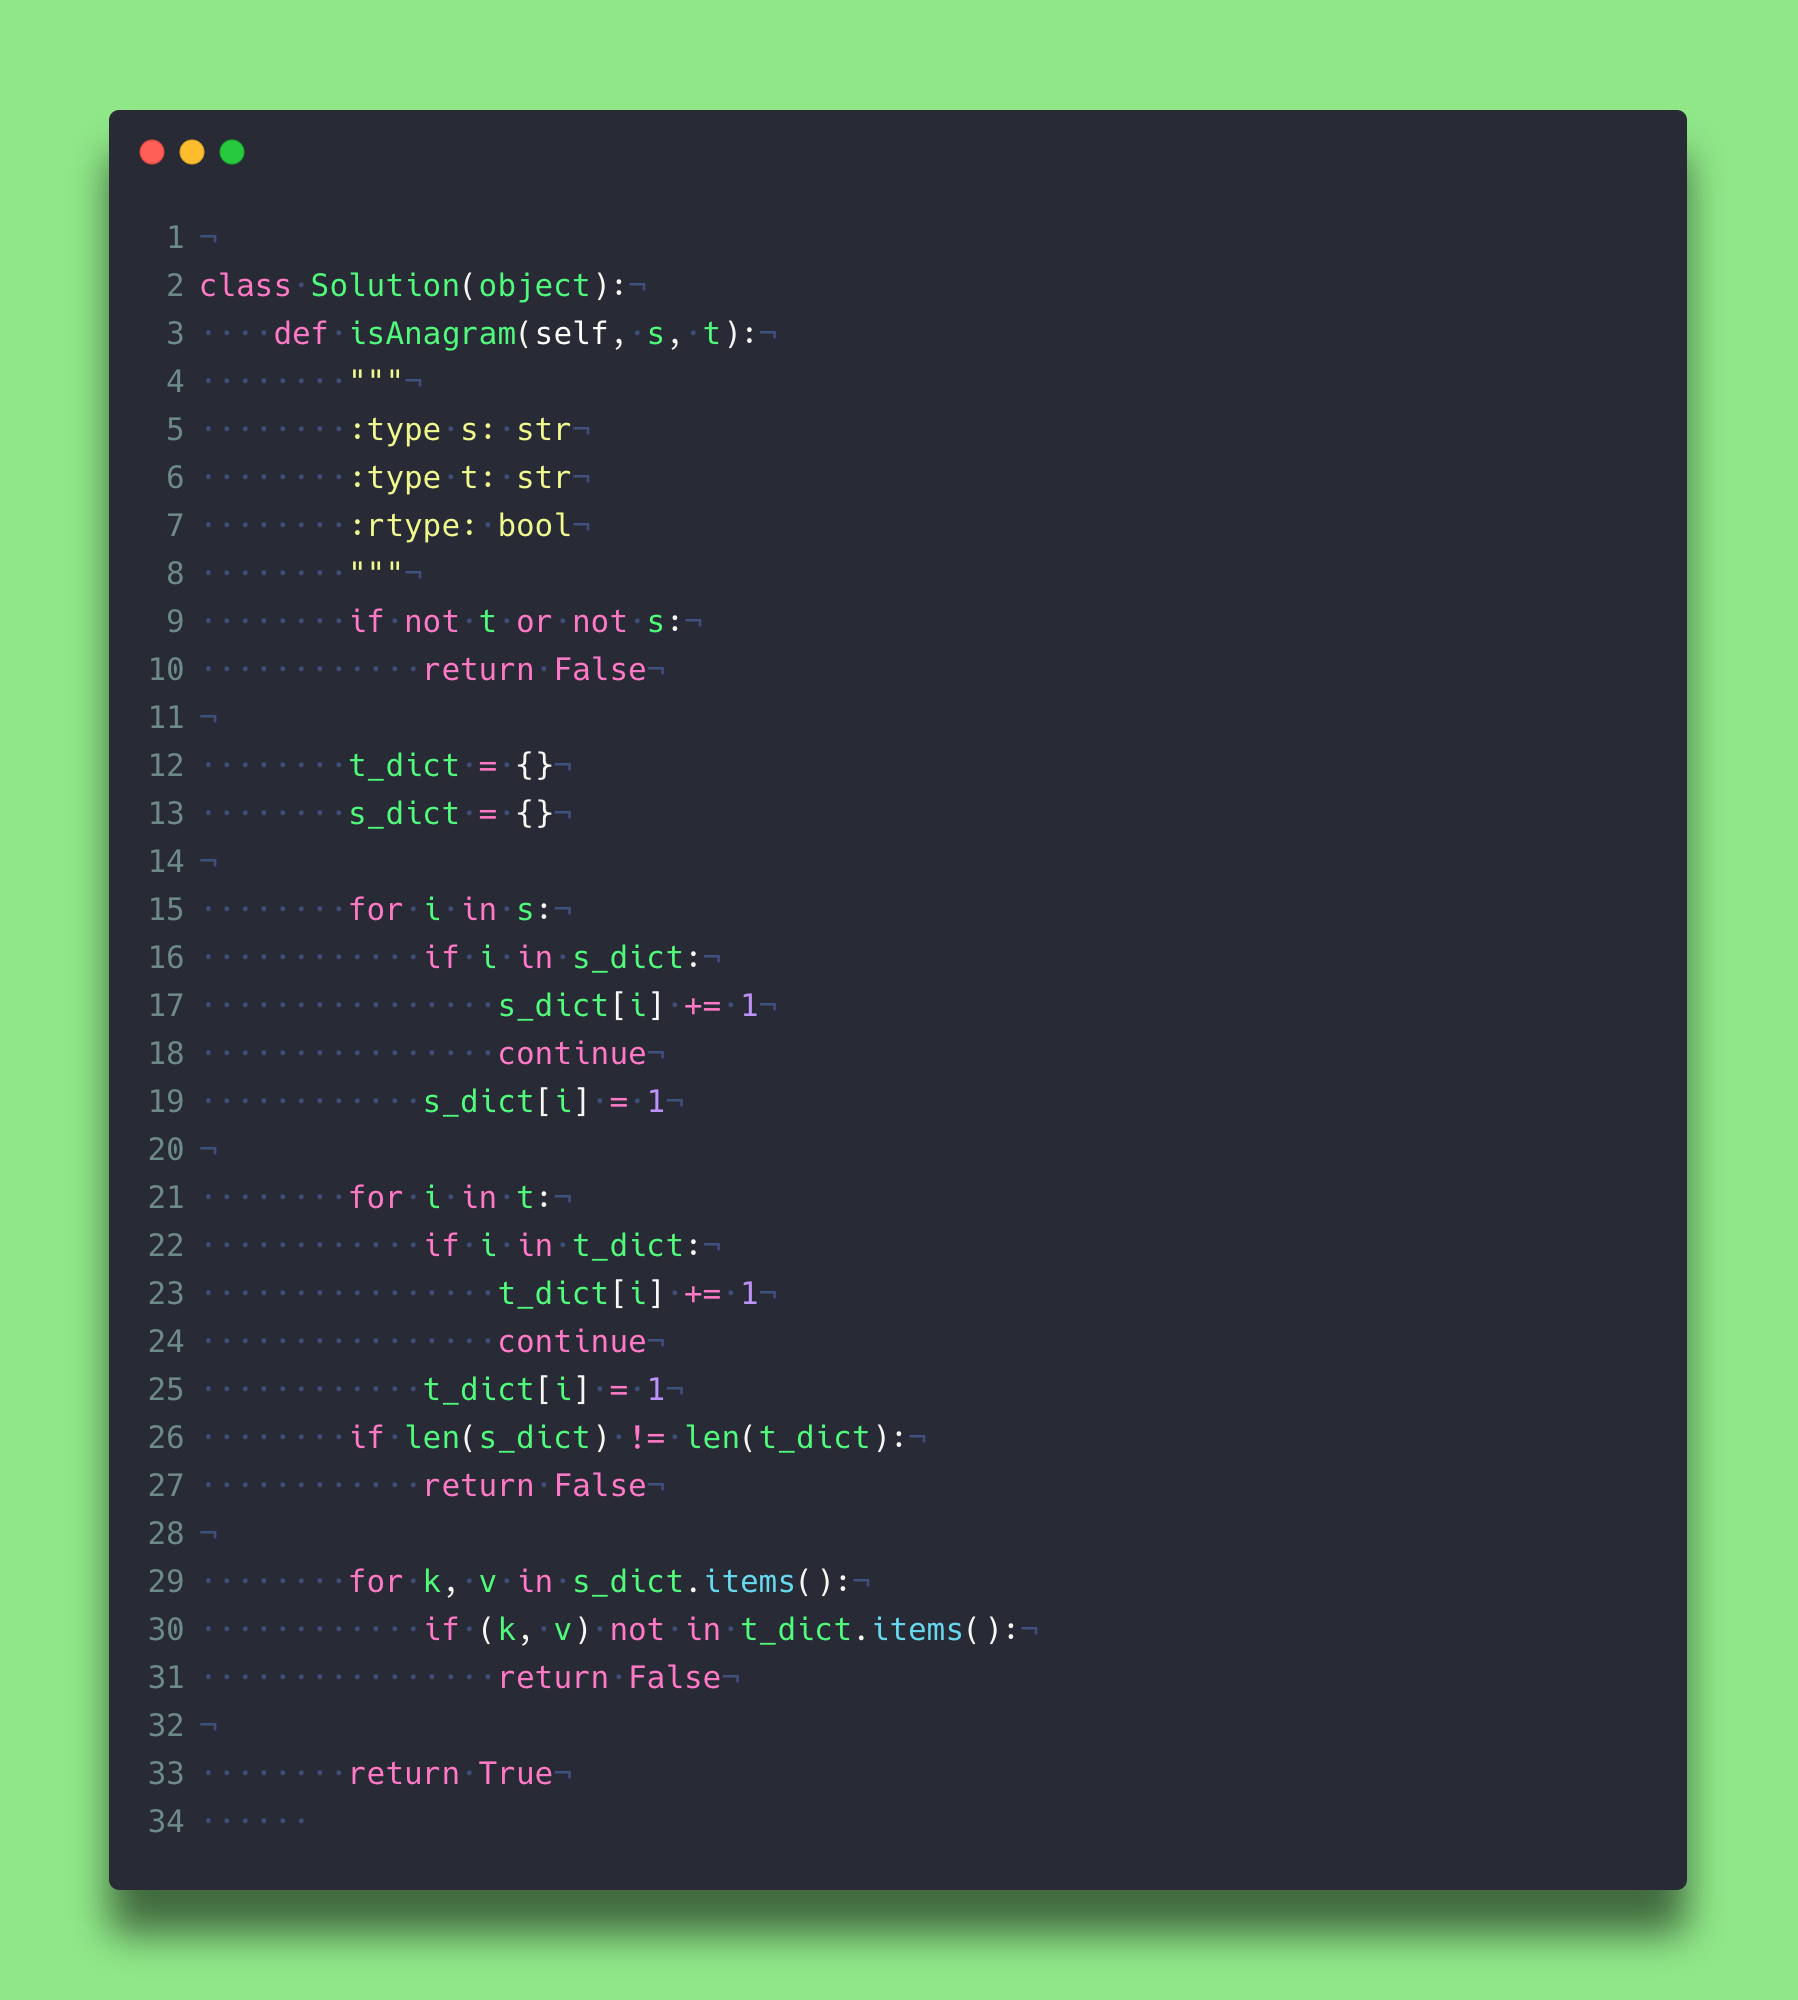 1 ¬
2 class·Solution(object):¬
3 ····def·isAnagram(self,·s,·t):¬
4 ········"""¬
5 ········:type·s:·str¬
6 ········:type·t:·str¬
7 ········:rtype:·bool¬
8 ········"""¬
9 ········if·not·t·or·not·s:¬
10 ············return·False¬
11 ¬
12 ········t_dict·=·{}¬
13 ········s_dict·=·{}¬
14 ¬
15 ········for·i·in·s:¬
16 ············if·i·in·s_dict:¬
17 ················s_dict[i]·+=·1¬
18 ················continue¬
19 ············s_dict[i]·=·1¬
20 ¬
21 ········for·i·in·t:¬
22 ············if·i·in·t_dict:¬
23 ················t_dict[i]·+=·1¬
24 ················continue¬
25 ············t_dict[i]·=·1¬
26 ········if·len(s_dict)·!=·len(t_dict):¬
27 ············return·False¬
28 ¬
29 ········for·k,·v·in·s_dict.items():¬
30 ············if·(k,·v)·not·in·t_dict.items():¬
31 ················return·False¬
32 ¬
33 ········return·True¬
34 ······